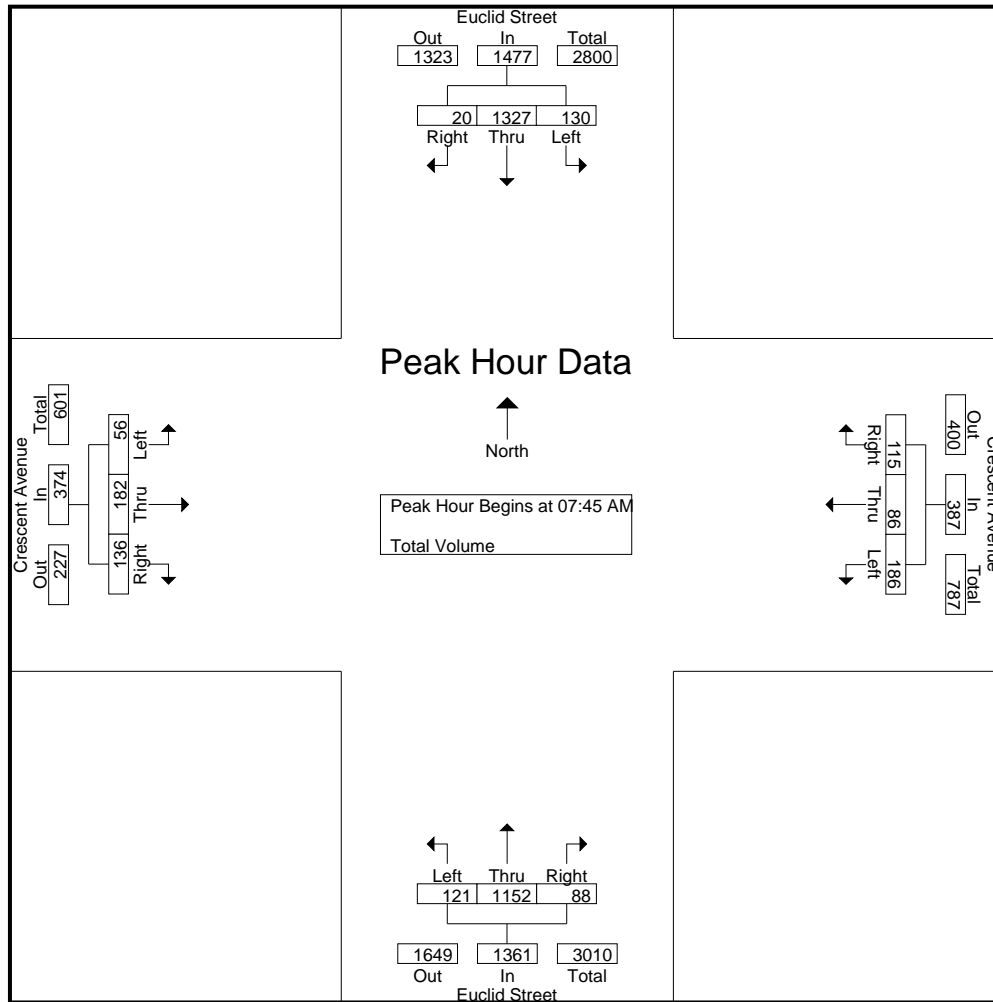 Euclid Street
Out In Total
1323 1477 2800
20 1327 130
Right Thru Left
Peak Hour Data
North
Peak Hour Begins at 07:45 AM
Total Volume
Crescent Avenue
Out In Total
227 374 601
136 182 56
Right Thru Left
Crescent Avenue
Out In Total
400 387 787
115 86 186
Right Thru Left
Left Thru Right
121 1152 88
1649 1361 3010
Out In Total
Euclid Street